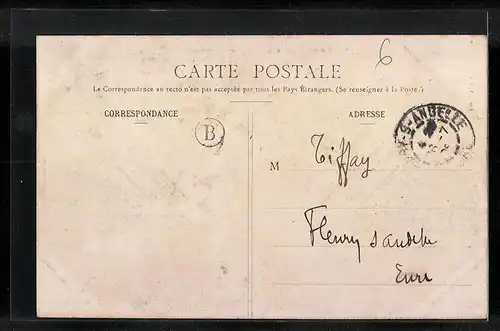 6
CARTE POSTALE
La Correspondance au recto n'est pas acceptée par tous les Pays Étrangers. (Se renseigner à la Poste.)
CORRESPONDANCE
ADRESSE
B
S-ANDELLE
M Tiffay
Fleury s andelle
Eure